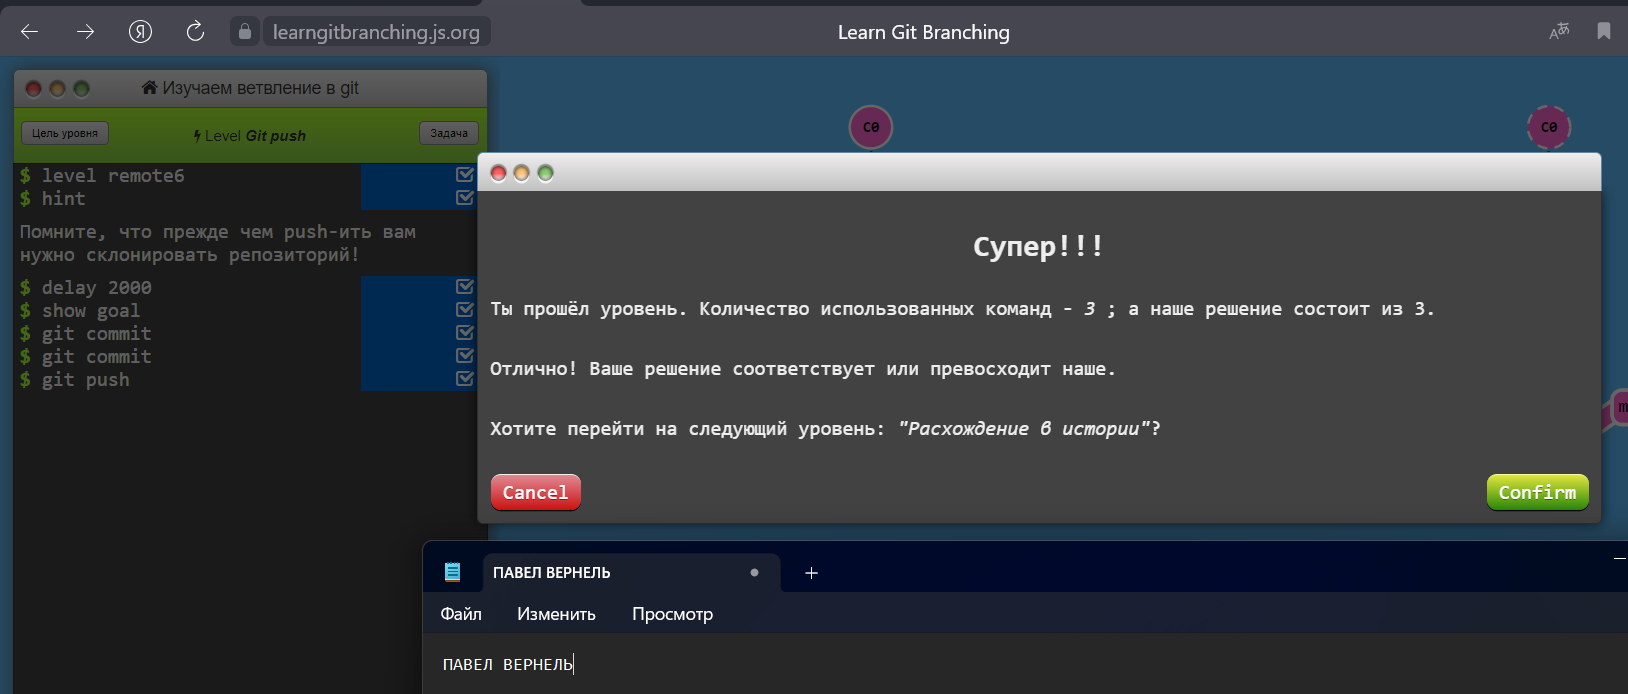 learngitbranching.js.org
Learn Git Branching
Изучаем ветвление в git
Цель уровня
Level Git push
Задача
$ level remote6
$ hint
Помните, что прежде чем push-ить вам
нужно склонировать репозиторий!
$ delay 2000
$ show goal
$ git commit
$ git commit
$ git push
C0
C0
Супер!!!
Ты прошёл уровень. Количество использованных команд - 3 ; а наше решение состоит из 3.
Отлично! Ваше решение соответствует или превосходит наше.
Хотите перейти на следующий уровень: "Расхождение в истории"?
Cancel
Confirm
ПАВЕЛ ВЕРНЕЛЬ
Файл
Изменить
Просмотр
ПАВЕЛ ВЕРНЕЛЬ